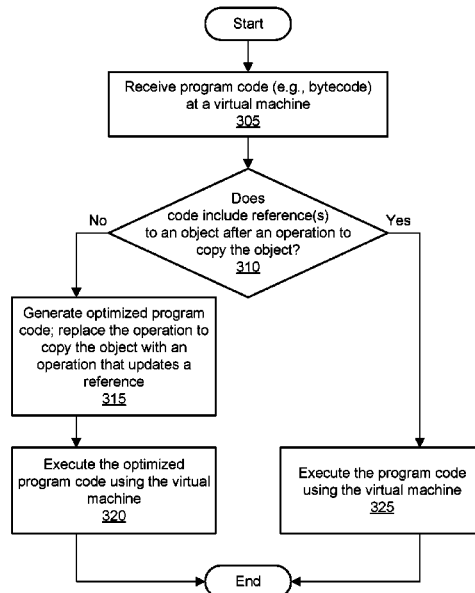 Start
Receive program code (e.g., bytecode)
at a virtual machine
305
Does
code include reference(s)
to an object after an operation to
copy the object?
310
No
Yes
Generate optimized program
code; replace the operation to
copy the object with an
operation that updates a
reference
315
Execute the optimized
program code using the virtual
machine
320
Execute the program code
using the virtual machine
325
End